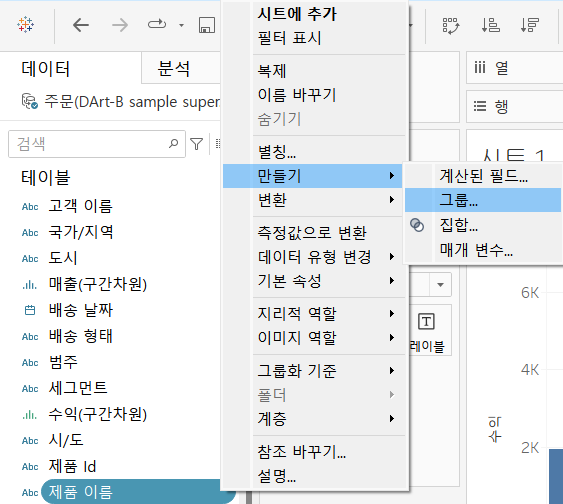 데이터
분석
주문(DArt-B sample super
검색
테이블
Abc 고객 이름
Abc 국가/지역
Abc 도시
매출(구간차원)
배송 날짜
Abc 배송 형태
Abc 범주
Abc 세그먼트
수익(구간차원)
Abc 시/도
Abc 제품 Id
Abc 제품 이름
시트에 추가
필터 표시
복제
이름 바꾸기
숨기기
별칭...
만들기
변환
측정값으로 변환
데이터 유형 변경
기본 속성
지리적 역할
이미지 역할
그룹화 기준
폴더
계층
참조 바꾸기...
설명...
계산된 필드...
그룹...
집합...
매개 변수...
열
행
시트 1
T
레이블
6K
4K
2K